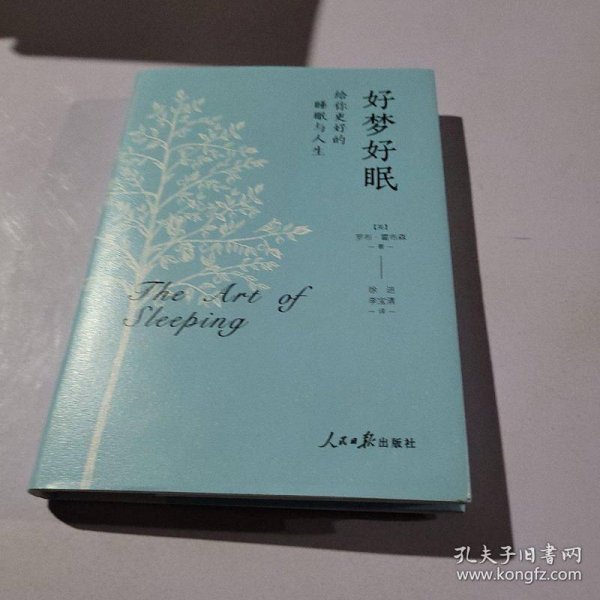 好梦好眠
给你更好的
睡眠与人生
【英】
罗布·霍布森
著
徐进
李宝清
译
The Art of
Sleeping
人民日报出版社
孔夫子旧書网
www.kongfz.com